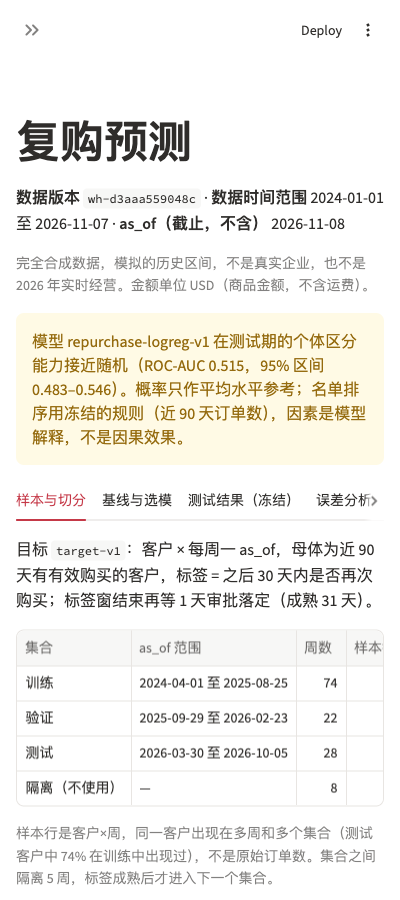 Deploy
复购预测
数据版本 wh-d3aaa559048c · 数据时间范围 2024-01-01
至 2026-11-07 · as_of（截止，不含） 2026-11-08
完全合成数据，模拟的历史区间，不是真实企业，也不是
2026 年实时经营。金额单位 USD（商品金额，不含运费）。
模型 repurchase-logreg-v1 在测试期的个体区分
能力接近随机（ROC-AUC 0.515，95% 区间
0.483–0.546）。概率只作平均水平参考；名单排
序用冻结的规则（近 90 天订单数），因素是模型
解释，不是因果效果。
样本与切分 基线与选模 测试结果（冻结） 误差分析
目标 target-v1 ：客户 × 每周一 as_of，母体为近 90
天有有效购买的客户，标签 = 之后 30 天内是否再次
购买；标签窗结束再等 1 天审批落定（成熟 31 天）。
集合 as_of 范围 周数 样本
训练 2024-04-01 至 2025-08-25 74
验证 2025-09-29 至 2026-02-23 22
测试 2026-03-30 至 2026-10-05 28
隔离（不使用） — 8
样本行是客户×周，同一客户出现在多周和多个集合（测试
客户中 74% 在训练中出现过），不是原始订单数。集合之间
隔离 5 周，标签成熟后才进入下一个集合。